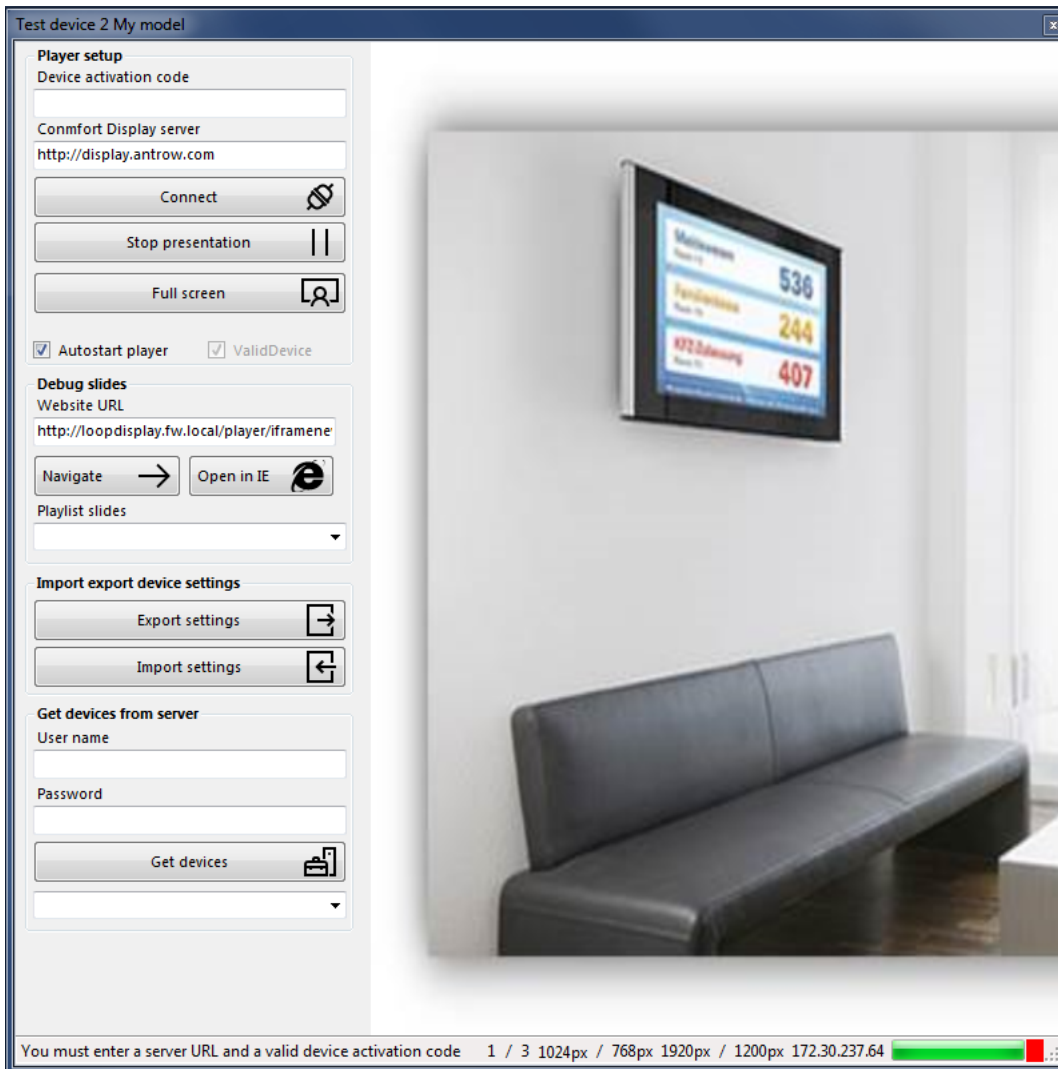 Test device 2 My model
Player setup
Device activation code
Conmfort Display server
http://display.antrow.com
Connect
Stop presentation
Full screen
Autostart player
ValidDevice
Debug slides
Website URL
http://loopdisplay.fw.local/player/iframene
Navigate
Open in IE
Playlist slides
Import export device settings
Export settings
Import settings
Get devices from server
User name
Password
Get devices
536
244
KFZ-Zulassung
407
You must enter a server URL and a valid device activation code 1 / 3 1024px / 768px 1920px / 1200px 172.30.237.64